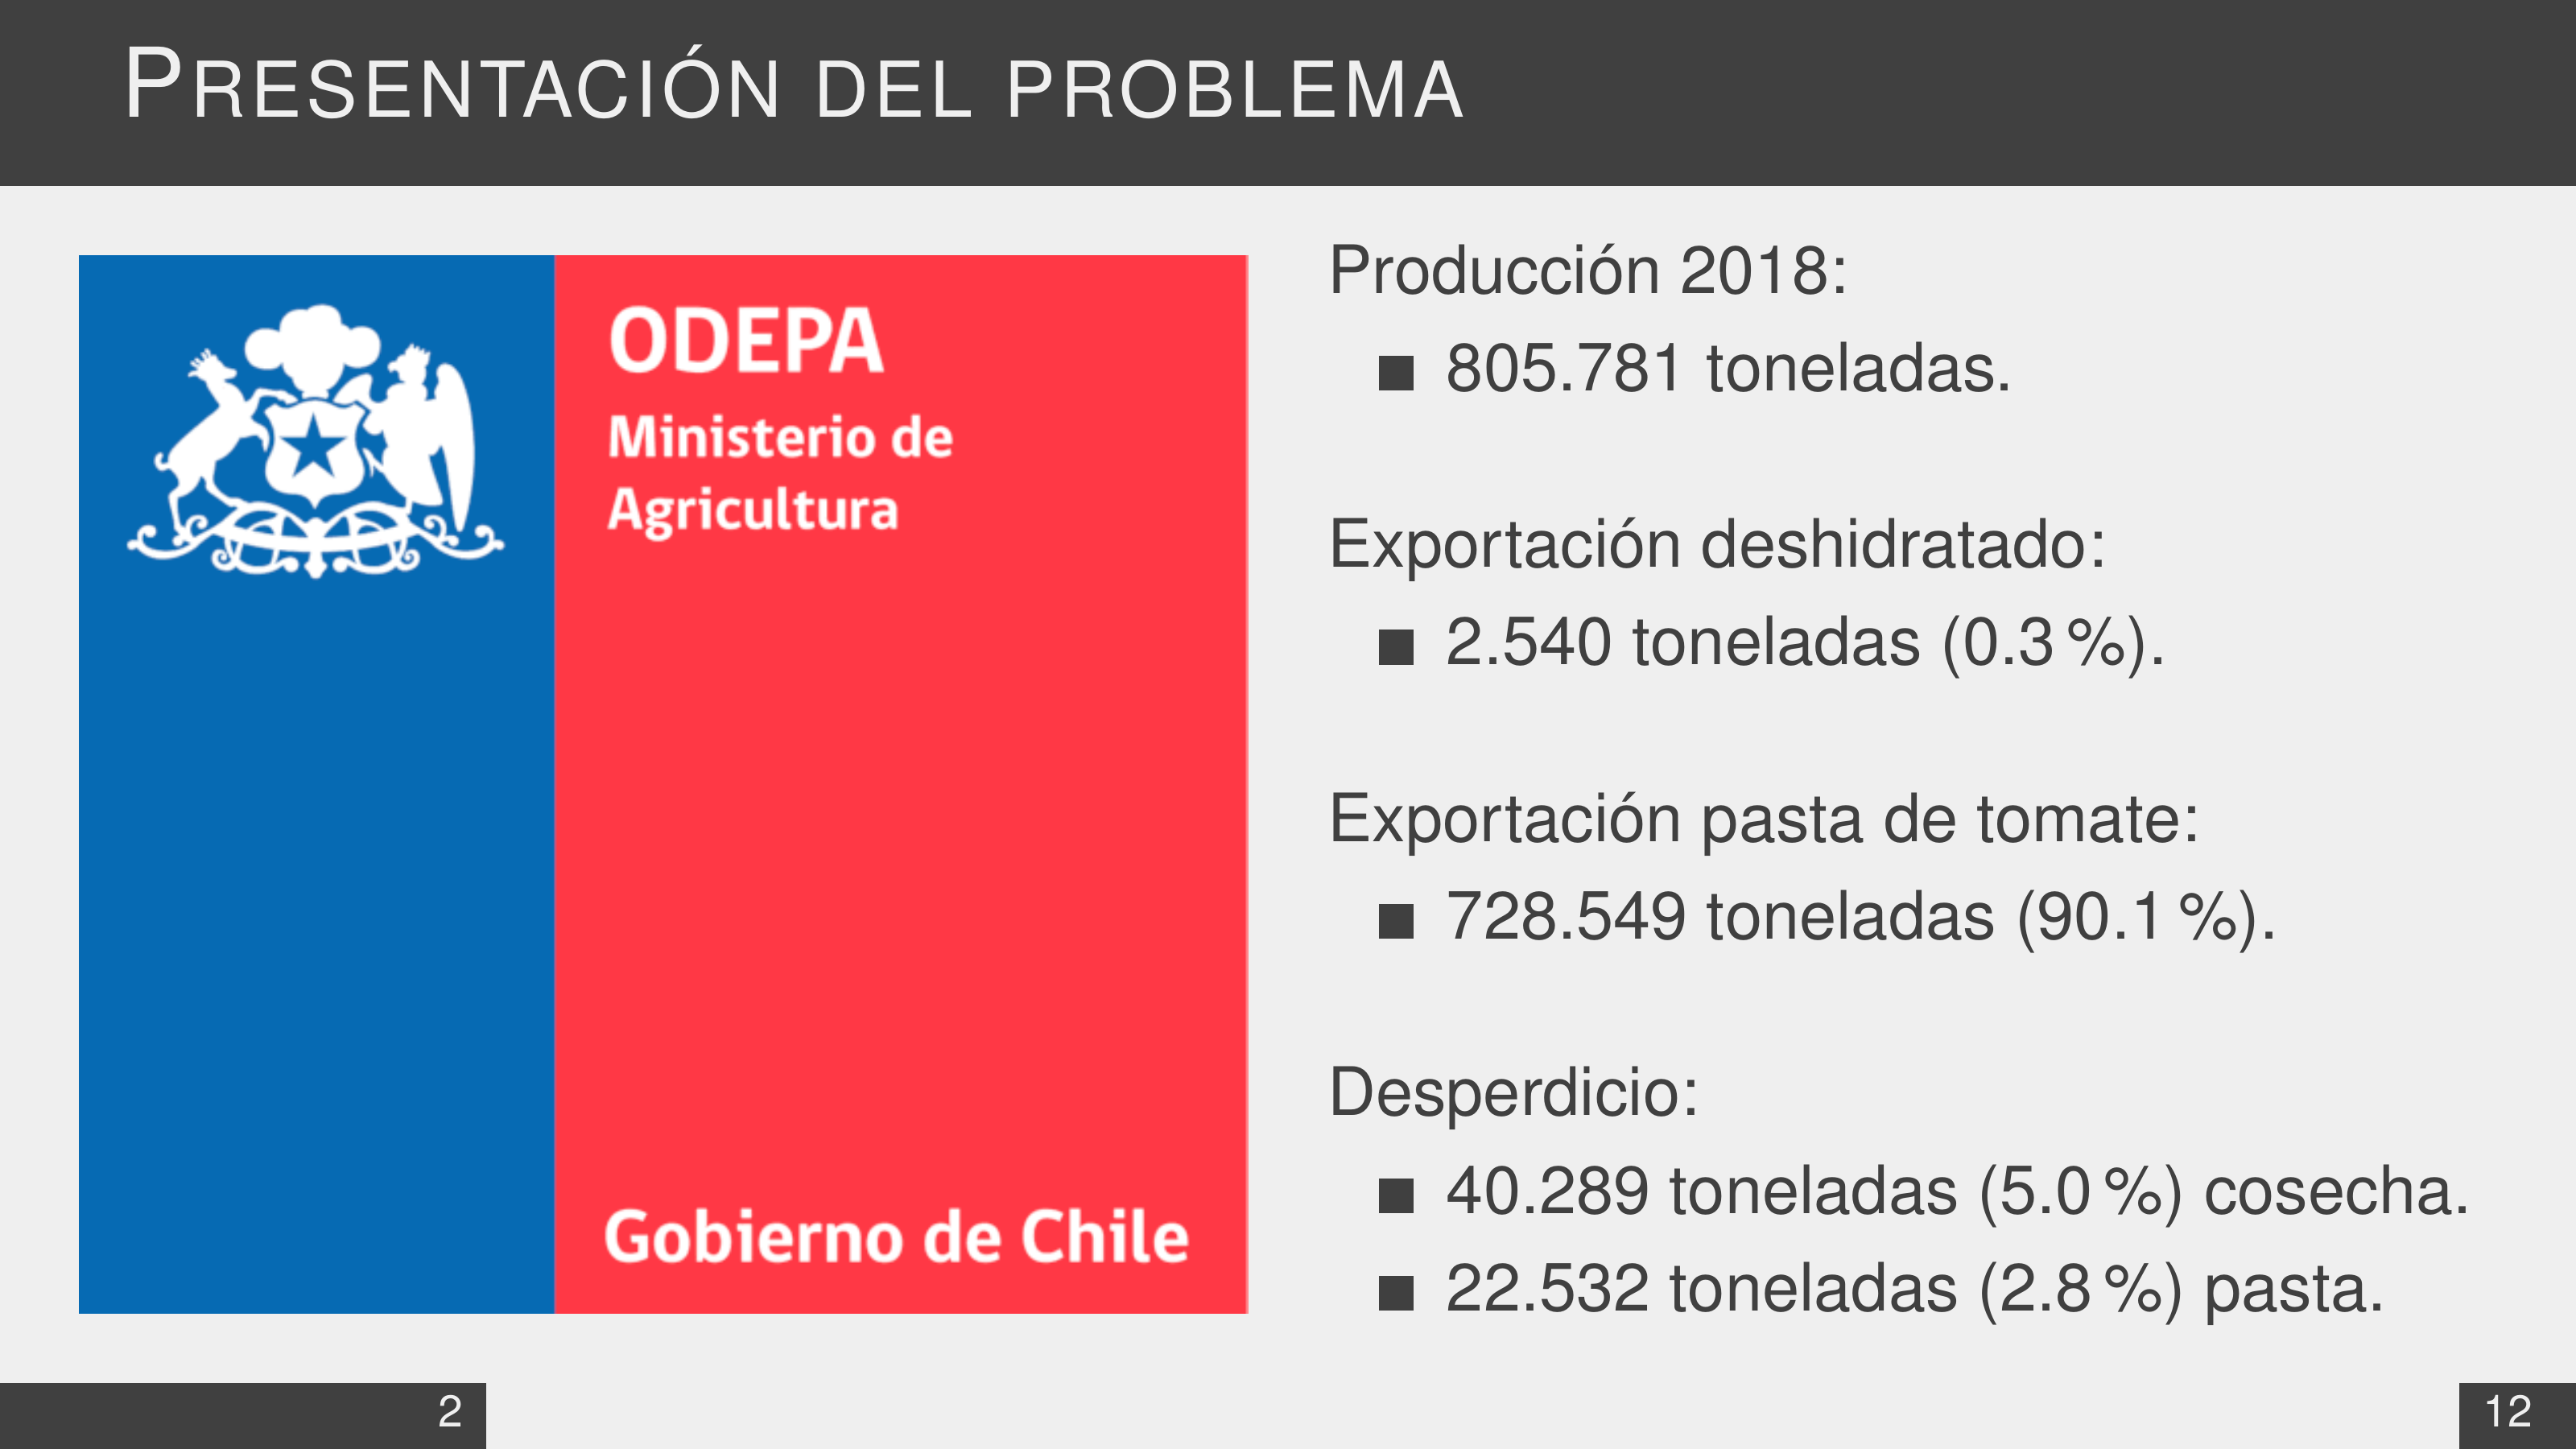 PRESENTACIÓN DEL PROBLEMA
ODEPA
Ministerio de
Agricultura
Gobierno de Chile
Producción 2018:
805.781 toneladas.
Exportación deshidratado:
2.540 toneladas (0.3 %).
Exportación pasta de tomate:
728.549 toneladas (90.1 %).
Desperdicio:
40.289 toneladas (5.0 %) cosecha.
22.532 toneladas (2.8 %) pasta.
2
12